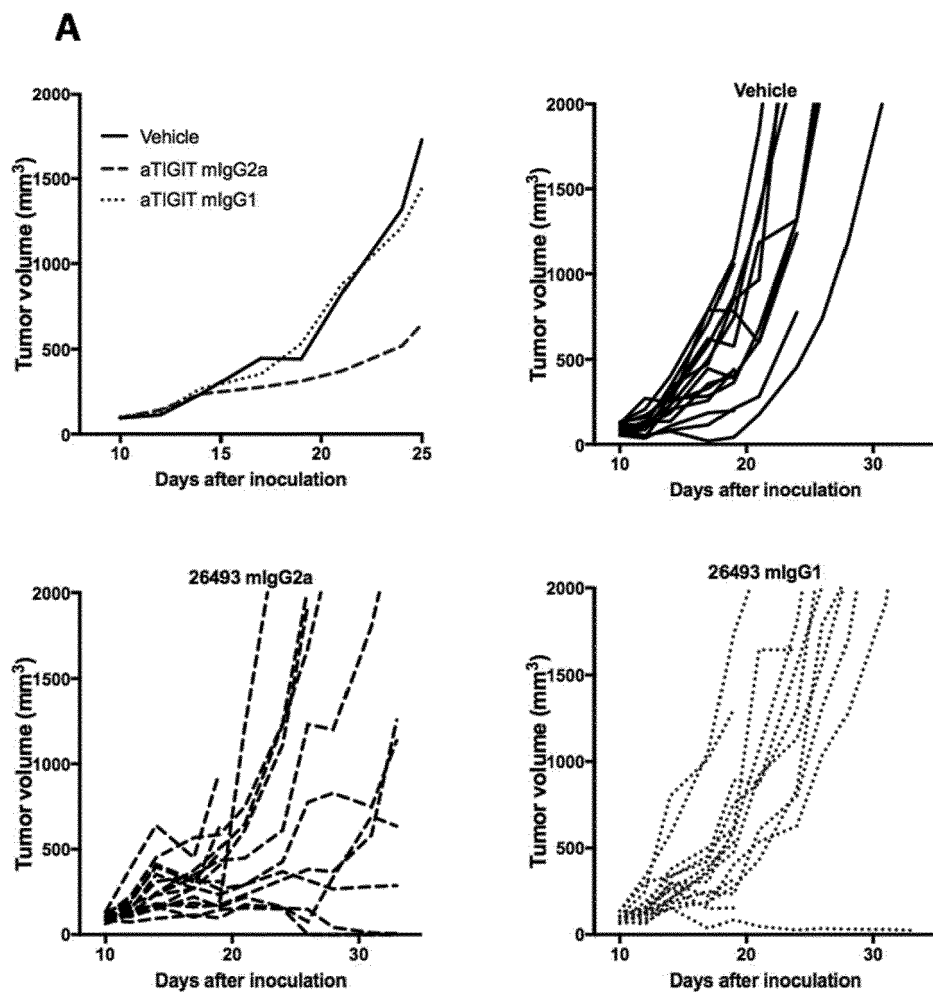 A
2000
1500
1000
500
0
10
15
20
25
Tumor volume (mm³)
Days after inoculation
Vehicle
aTIGIT mIgG2a
aTIGIT mIgG1
Vehicle
2000
1500
1000
500
0
10
20
30
Tumor volume (mm³)
Days after inoculation
26493 mIgG2a
2000
1500
1000
500
0
10
20
30
Tumor volume (mm³)
Days after inoculation
26493 mIgG1
2000
1500
1000
500
0
10
20
30
Tumor volume (mm³)
Days after inoculation